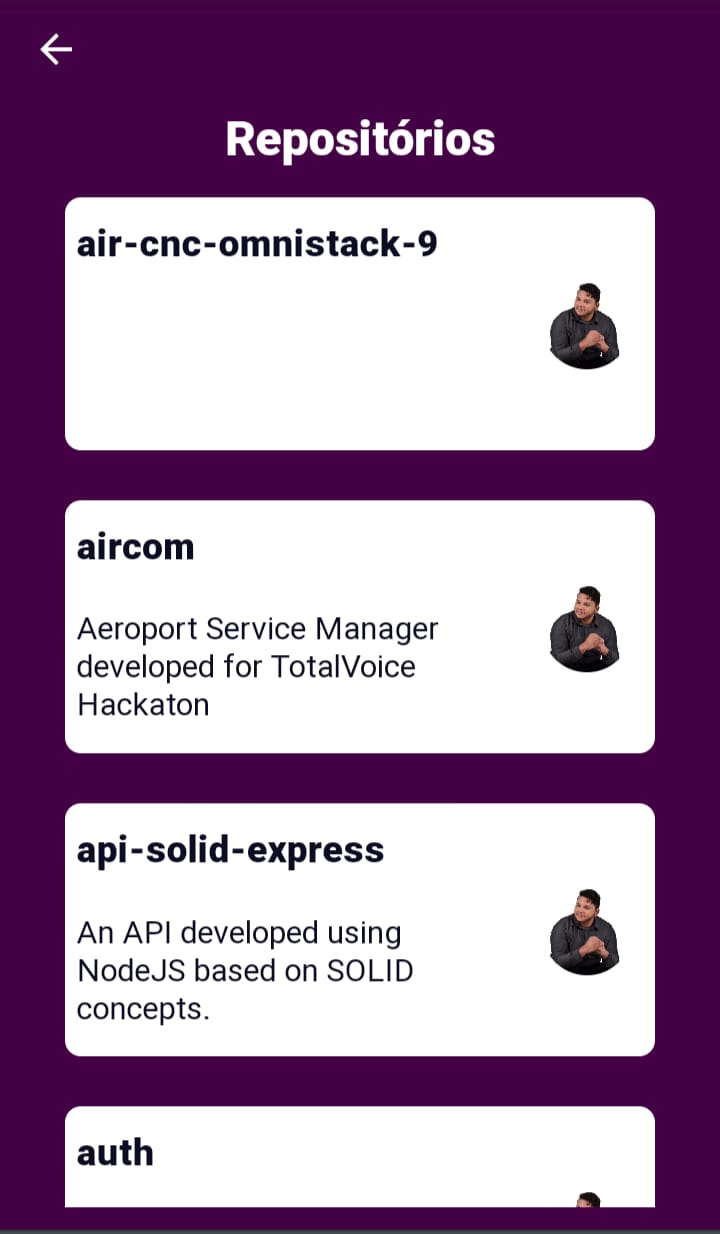 Repositórios
air-cnc-omnistack-9
aircom
Aeroport Service Manager
developed for TotalVoice
Hackaton
api-solid-express
An API developed using
NodeJS based on SOLID
concepts.
auth